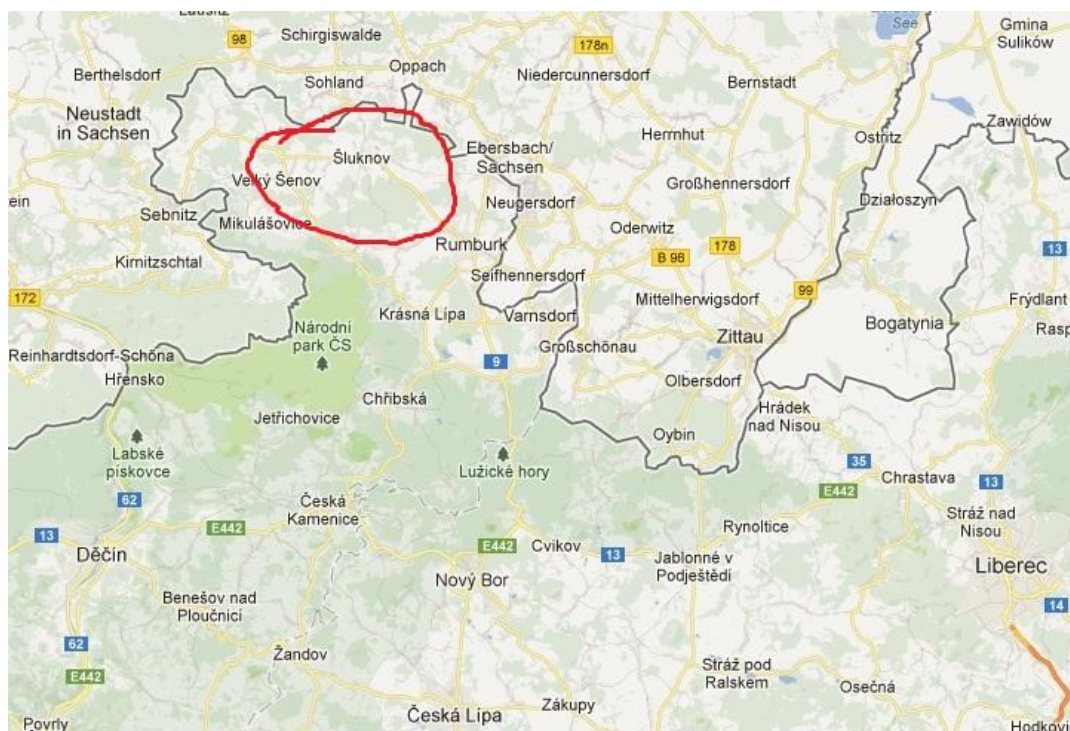 Schirgiswalde
98
178n
Gmina
Sulików
Oppach
Berthelsdorf
Sohland
Niedercunnersdorf
Bernstadt
See
Neustadt
in Sachsen
Zawidów
Herrnhut
Ostritz
Ebersbach/
Sachsen
Šluknov
Velký Šenov
Großhennersdorf
Działoszyn
Neugersdorf
Sebnitz
Mikulášovice
Oderwitz
Rumburk
178
13
Kirnitzschtal
B 96
Seifhennersdorf
99
172
Mittelherwigsdorf
Frýdlant
Krásná Lípa
Varnsdorf
Bogatynia
Národní
park ČS
Zittau
Reinhardtsdorf-Schöna
Großschönau
9
Hřensko
Olbersdorf
Chřibská
Jetřichovice
Hrádek
nad Nisou
Oybin
Labské
pískovce
Lužické hory
35
Chrastava
13
62
E442
Česká
Kamenice
Stráž nad
Nisou
E442
Rynoltice
13
Děčín
E442
Cvikov
13
Jablonné v
Podještědí
Liberec
Nový Bor
Benešov nad
Ploučnicí
14
62
Žandov
E442
Stráž pod
Ralskem
Osečná
Zákupy
Česká Lípa
Povrly